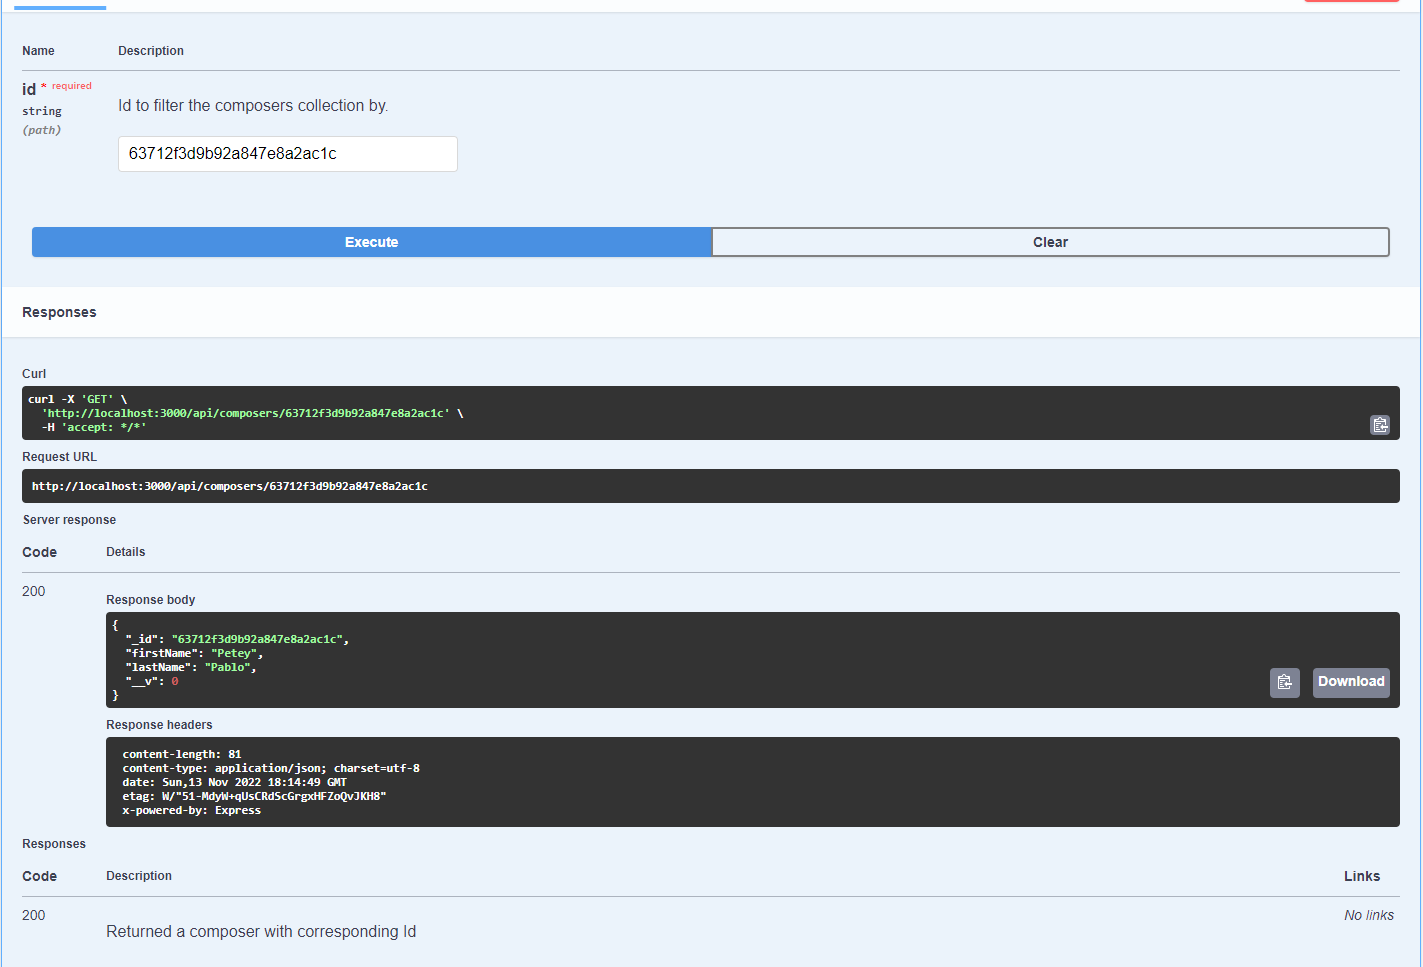 Name Description
id * required
string
(path)
Id to filter the composers collection by.
63712f3d9b92a847e8a2ac1c
Execute Clear
Responses
Curl
curl -X 'GET' \
'http://localhost:3000/api/composers/63712f3d9b92a847e8a2ac1c' \
-H 'accept: */*'
Request URL
http://localhost:3000/api/composers/63712f3d9b92a847e8a2ac1c
Server response
Code Details
200
Response body
{
"_id": "63712f3d9b92a847e8a2ac1c",
"firstName": "Petey",
"lastName": "Pablo",
"__v": 0
}
Download
Response headers
content-length: 81
content-type: application/json; charset=utf-8
date: Sun,13 Nov 2022 18:14:49 GMT
etag: W/"51-MdyW+qUsCRdScGrgxHFZoQvJKH8"
x-powered-by: Express
Responses
Code Description Links
200 No links
Returned a composer with corresponding Id